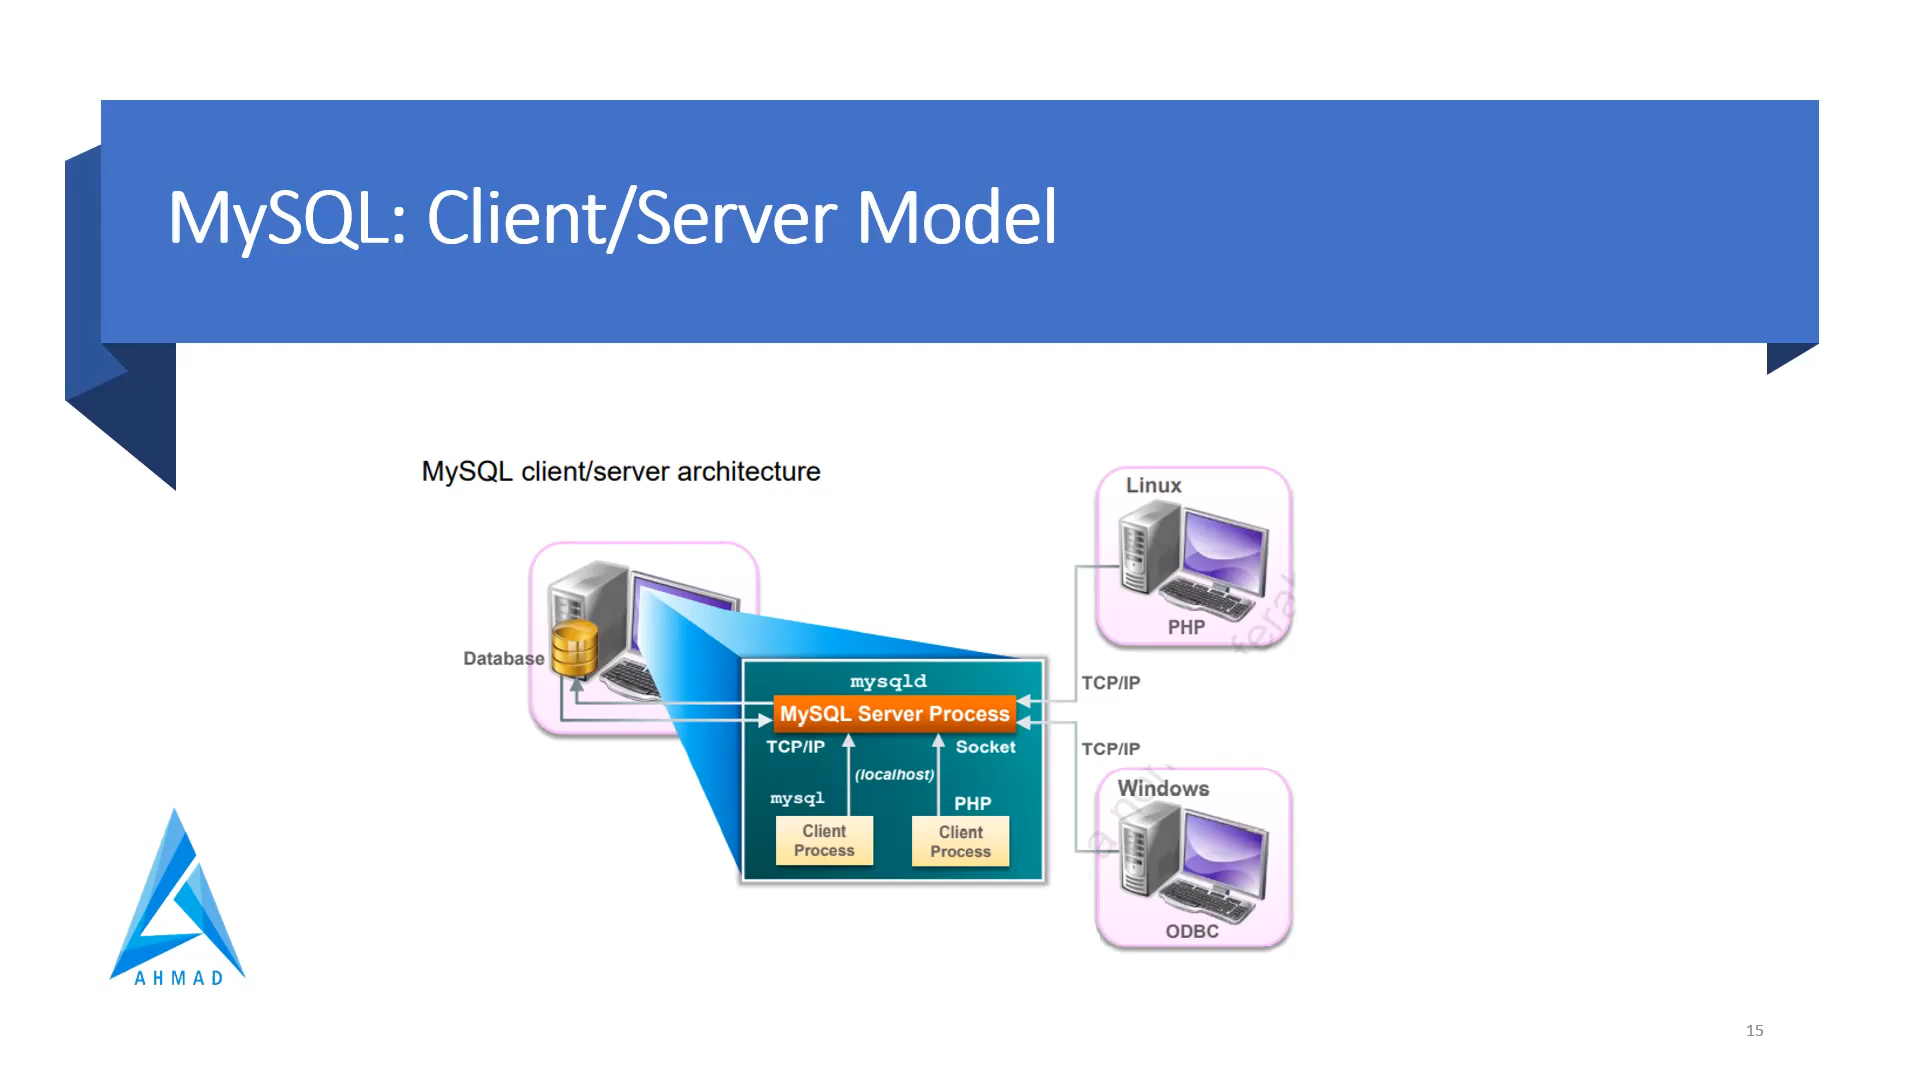 MySQL: Client/Server Model
MySQL client/server architecture
Linux
PHP
Database
mysqld
MySQL Server Process
TCP/IP
Socket
(localhost)
mysql
PHP
Client
Process
Client
Process
TCP/IP
TCP/IP
Windows
ODBC
AHMAD
15